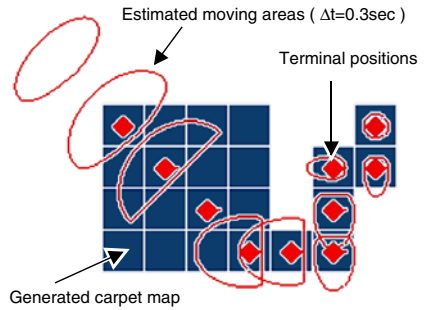 Estimated moving areas ( Δt=0.3sec )
Terminal positions
Generated carpet map